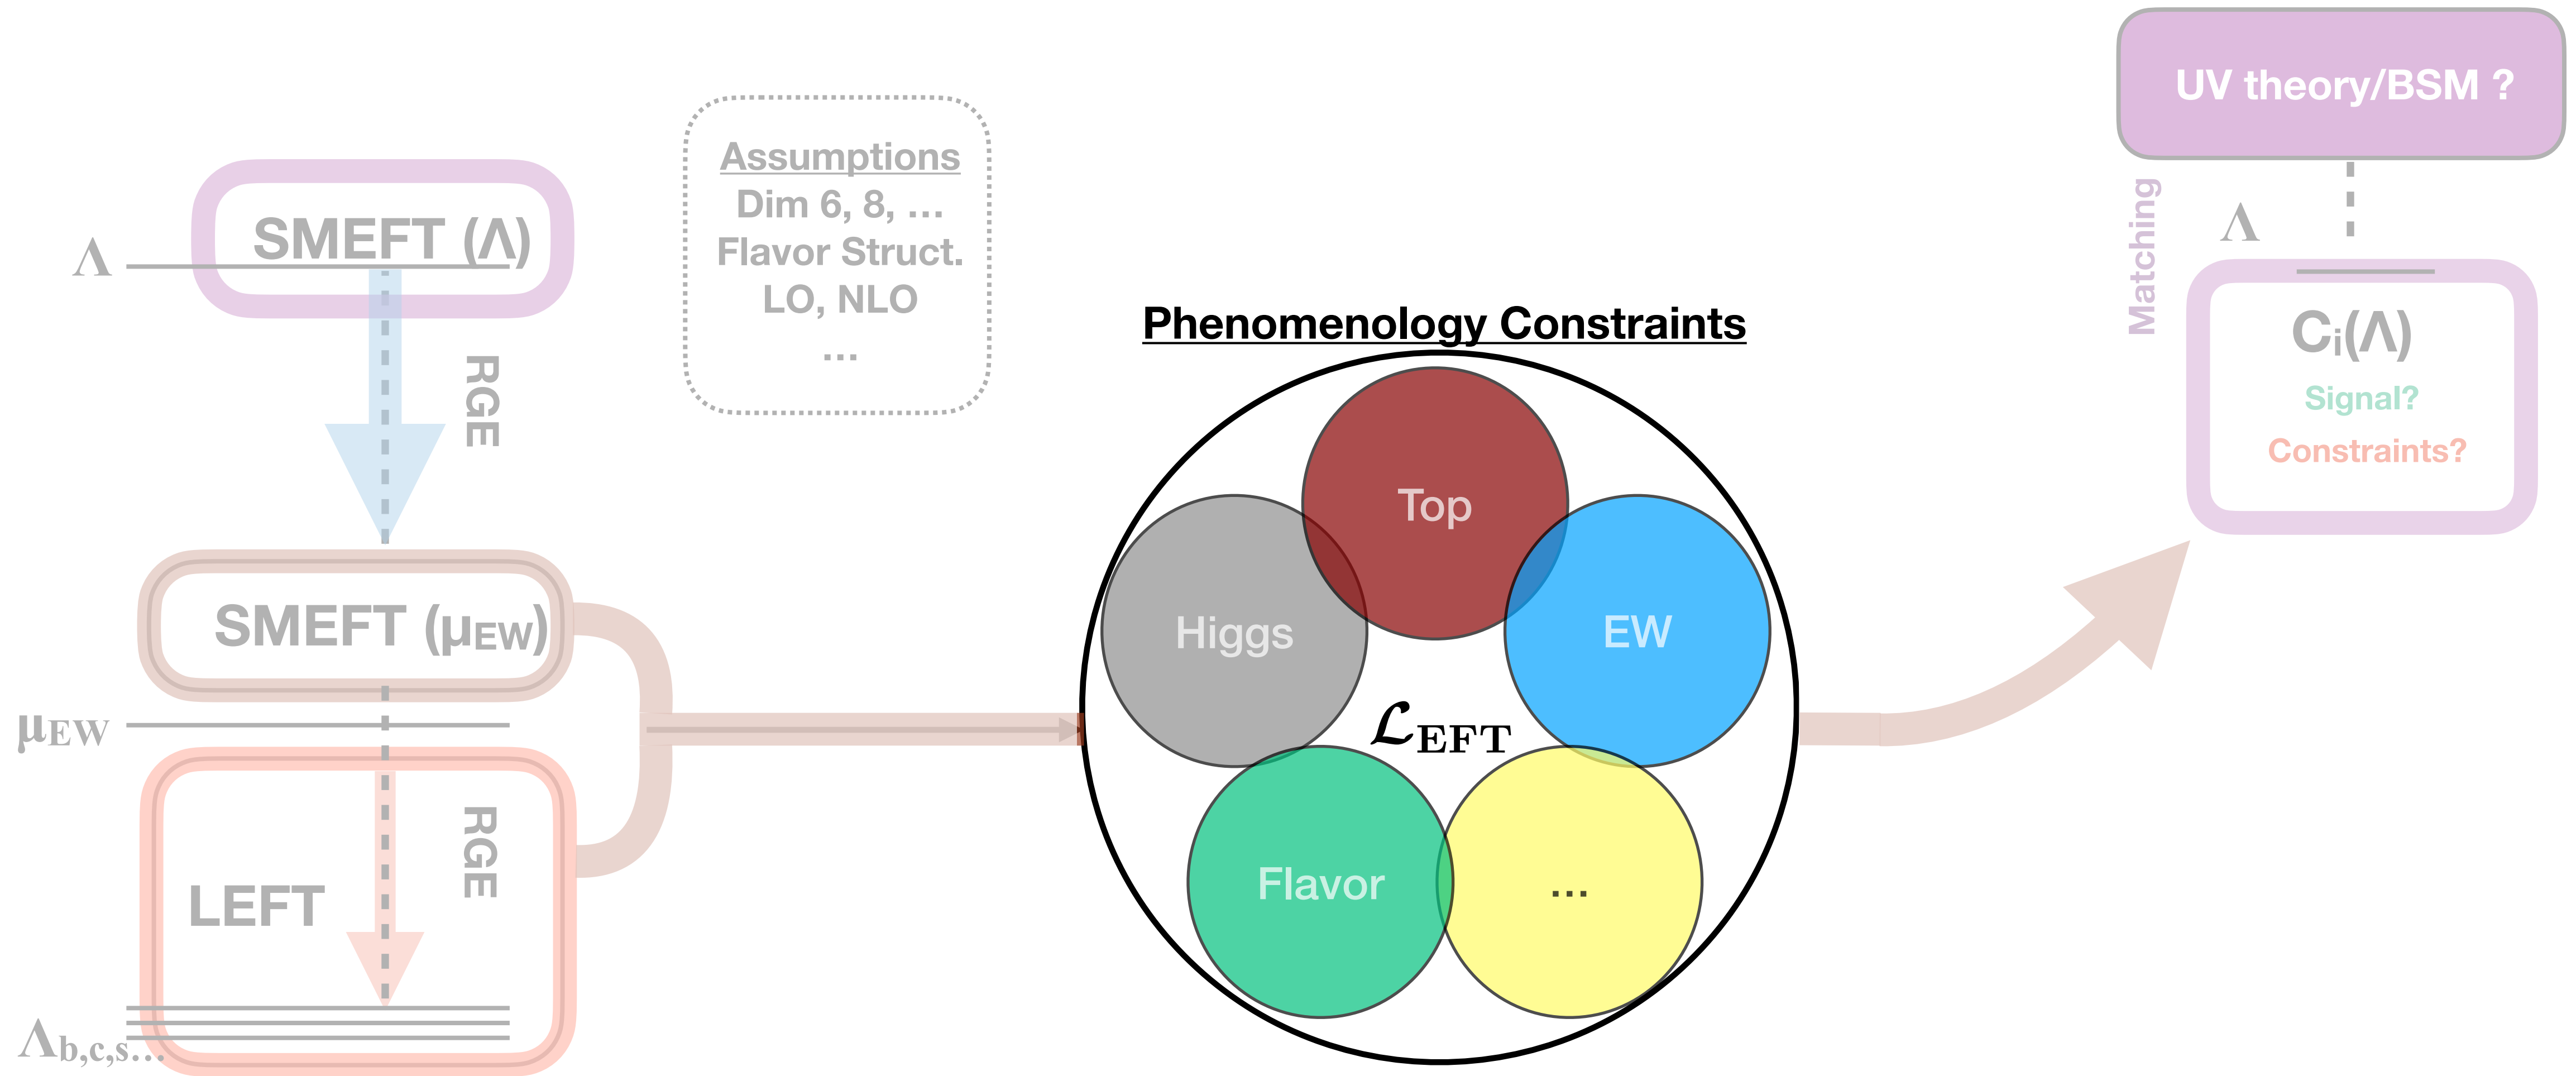 Λ
SMEFT (Λ)
RGE
SMEFT (μEW)
μEW
LEFT
RGE
Λb,c,s…
Assumptions
Dim 6, 8, …
Flavor Struct.
LO, NLO
…
Phenomenology Constraints
Top
Higgs
EW
ℒEFT
Flavor
…
UV theory/BSM ?
Matching
Λ
Ci(Λ)
Signal?
Constraints?